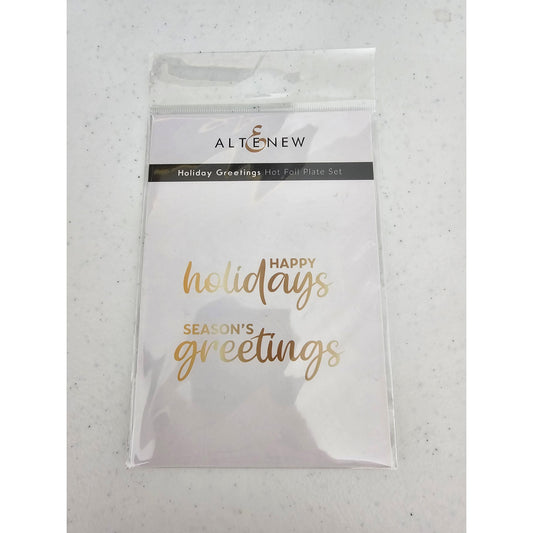 ALTENEW
Holiday Greetings Hot Foil Plate Set
HAPPY
holidays
SEASON'S
greetings